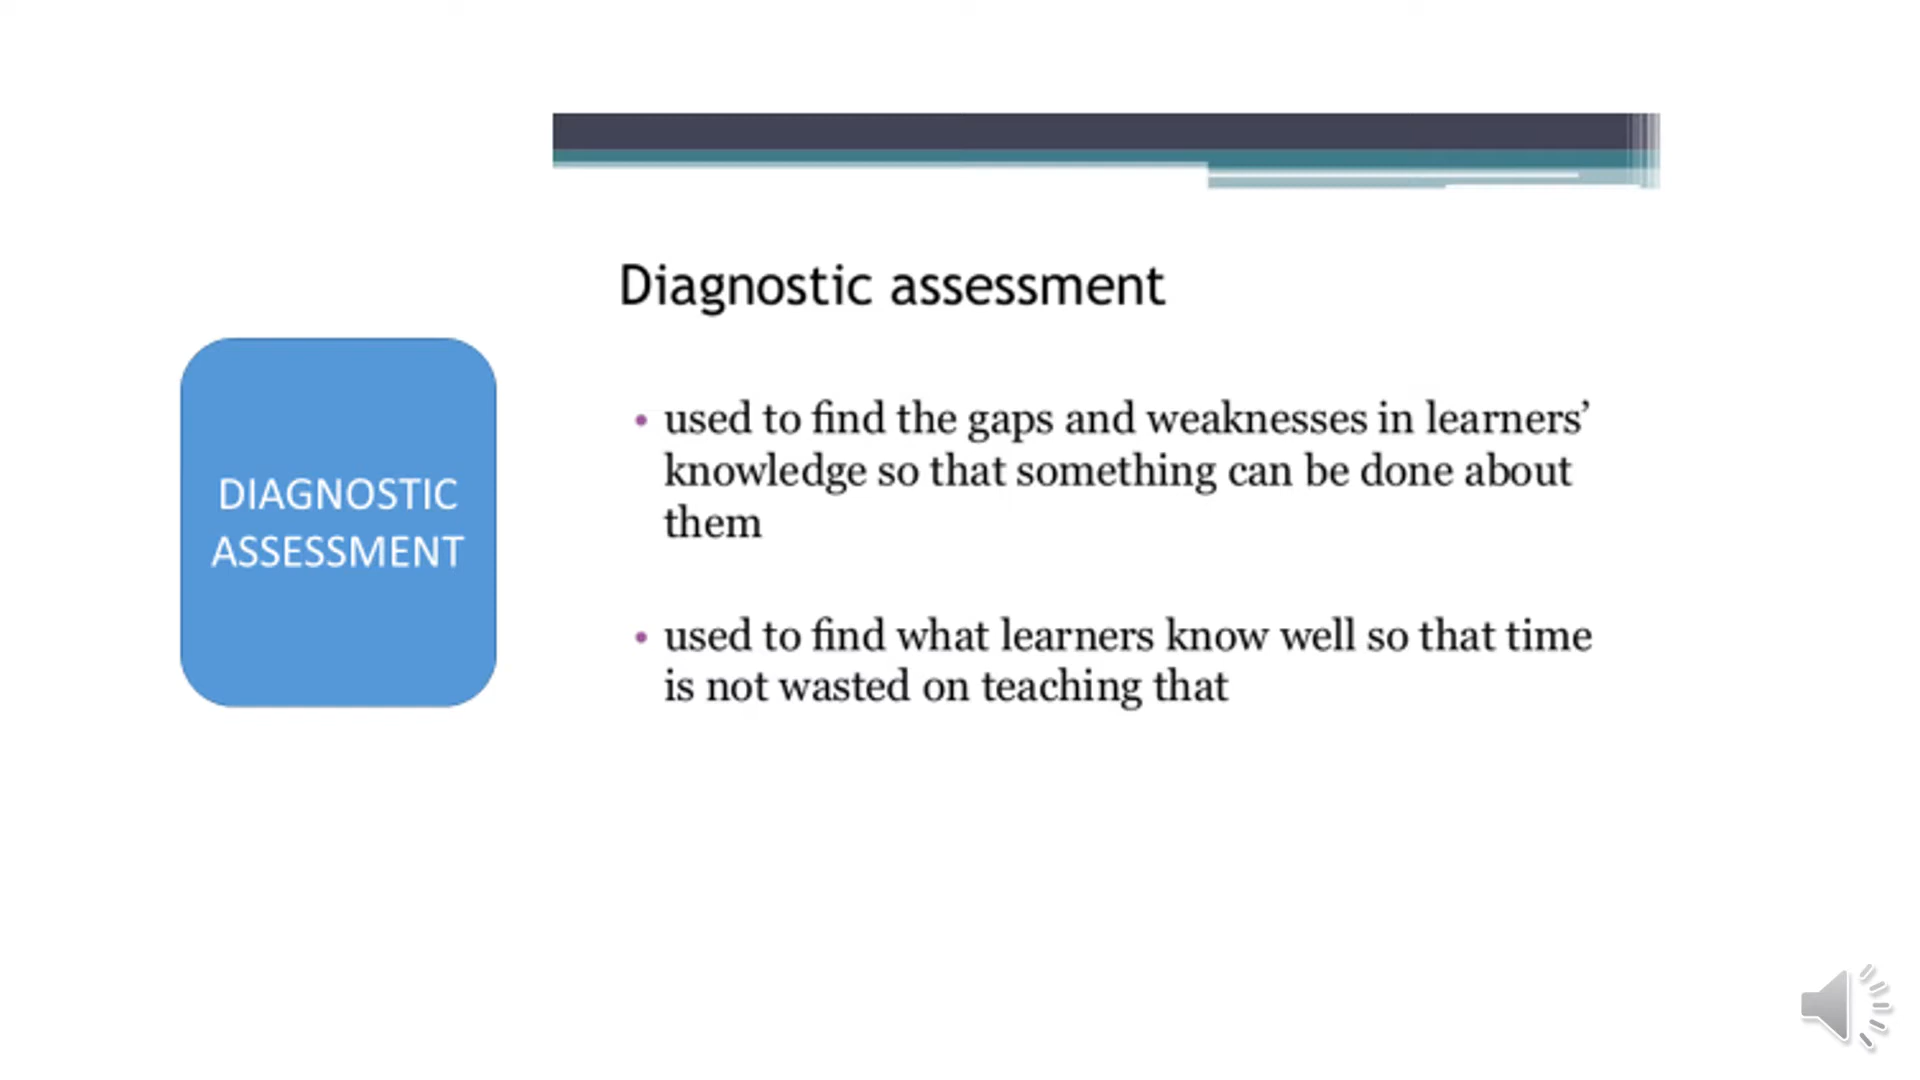 Diagnostic assessment
DIAGNOSTIC
ASSESSMENT
• used to find the gaps and weaknesses in learners’
knowledge so that something can be done about
them
• used to find what learners know well so that time
is not wasted on teaching that